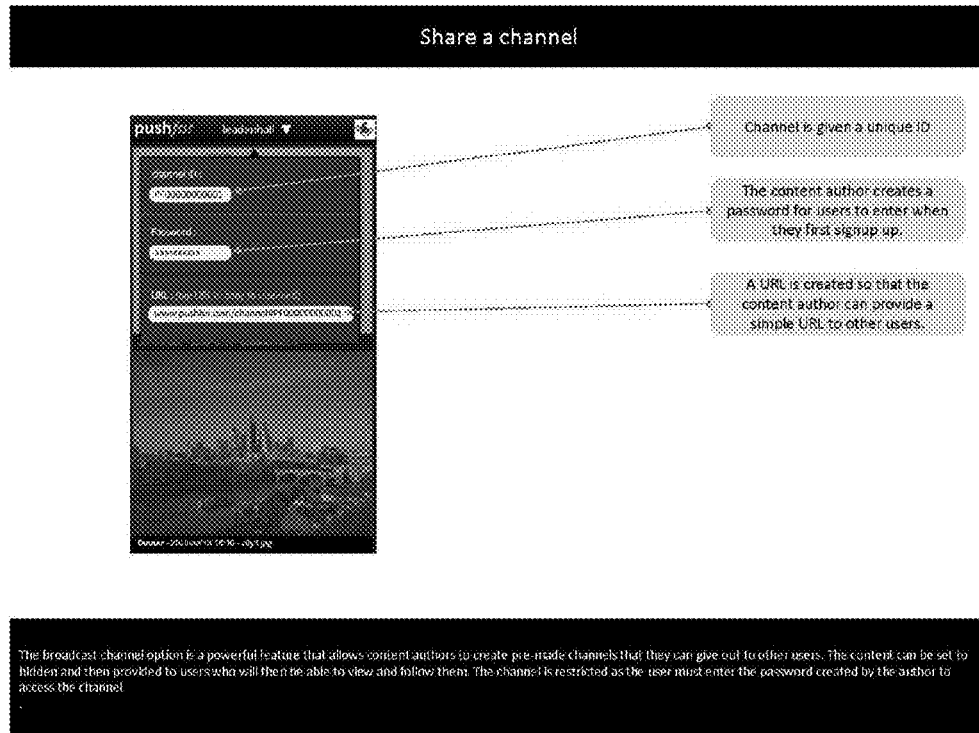 Share a channel
pushfor leadenhall ▼
Channel is given a unique ID
The content author creates a
password for users to enter when
they first signup up.
Password
URL
A URL is created so that the
content author can provide a
simple URL to other users.
The broadcast channel option is a powerful feature that allows content authors to create pre-made channels that they can give out to other users. The content can be set to
hidden and then provided to users who will then be able to view and follow them. The channel is restricted as the user must enter the password created by the author to
access the channel
.